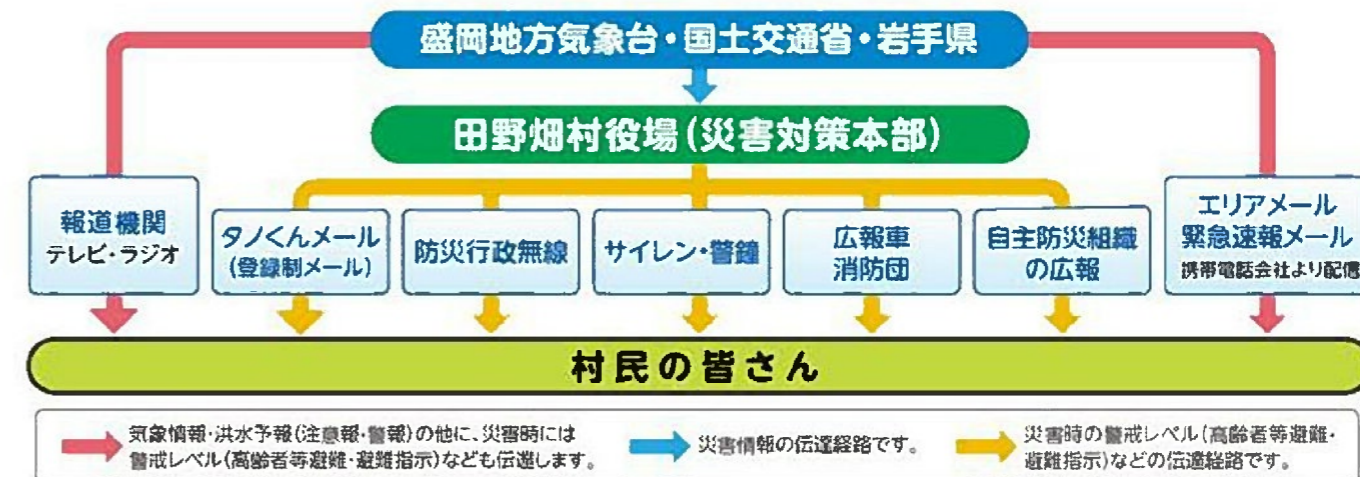 盛岡地方気象台・国土交通省・岩手県
田野畑村役場(災害対策本部)
報道機関
テレビ・ラジオ
タノくんメール
(登録制メール)
防災行政無線
サイレン・警鐘
広報車
消防団
自主防災組織
の広報
エリアメール
緊急速報メール
携帯電話会社より配信
村民の皆さん
気象情報・洪水予報(注意報・警報)の他に、災害時には
警戒レベル(高齢者等避難・避難指示)なども伝達します。
災害情報の伝達経路です。
災害時の警戒レベル(高齢者等避難・
避難指示)などの伝達経路です。